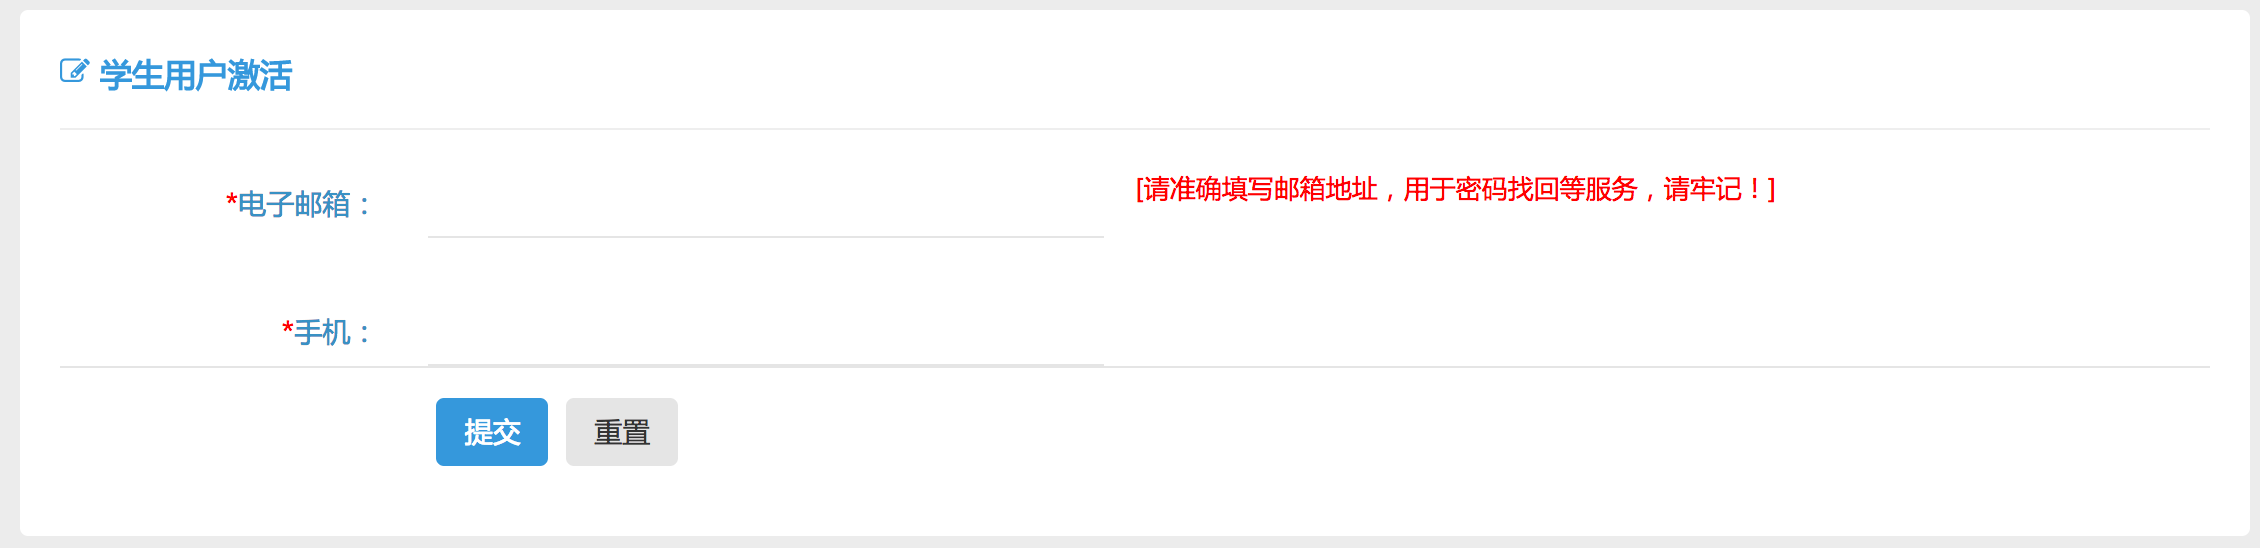 学生用户激活
*电子邮箱：
[请准确填写邮箱地址，用于密码找回等服务，请牢记！]
*手机：
提交 重置